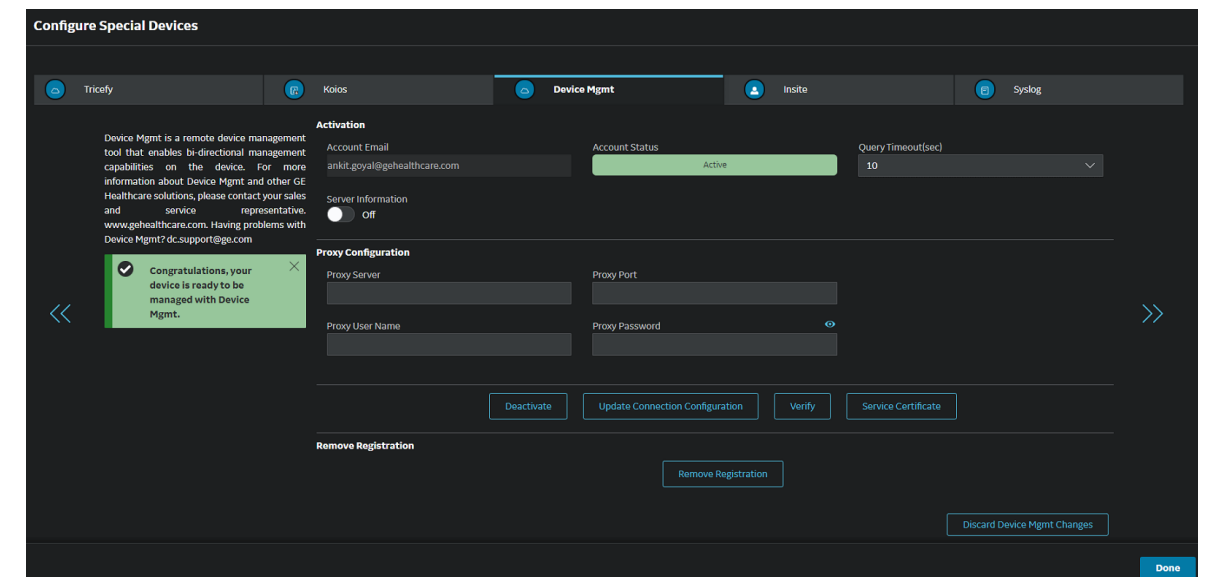 Configure Special Devices
Tricefy
Koios
Device Mgmt
Insite
Syslog
Device Mgmt is a remote device management
tool that enables bi-directional management
capabilities on the device. For more
information about Device Mgmt and other GE
Healthcare solutions, please contact your sales
and service representative.
www.gehealthcare.com. Having problems with
Device Mgmt? dc.support@ge.com
Congratulations, your
device is ready to be
managed with Device
Mgmt.
Activation
Account Email
ankit.goyal@gehealthcare.com
Account Status
Active
Query Timeout(sec)
10
Server Information
Off
Proxy Configuration
Proxy Server
Proxy Port
Proxy User Name
Proxy Password
Deactivate
Update Connection Configuration
Verify
Service Certificate
Remove Registration
Remove Registration
Discard Device Mgmt Changes
Done